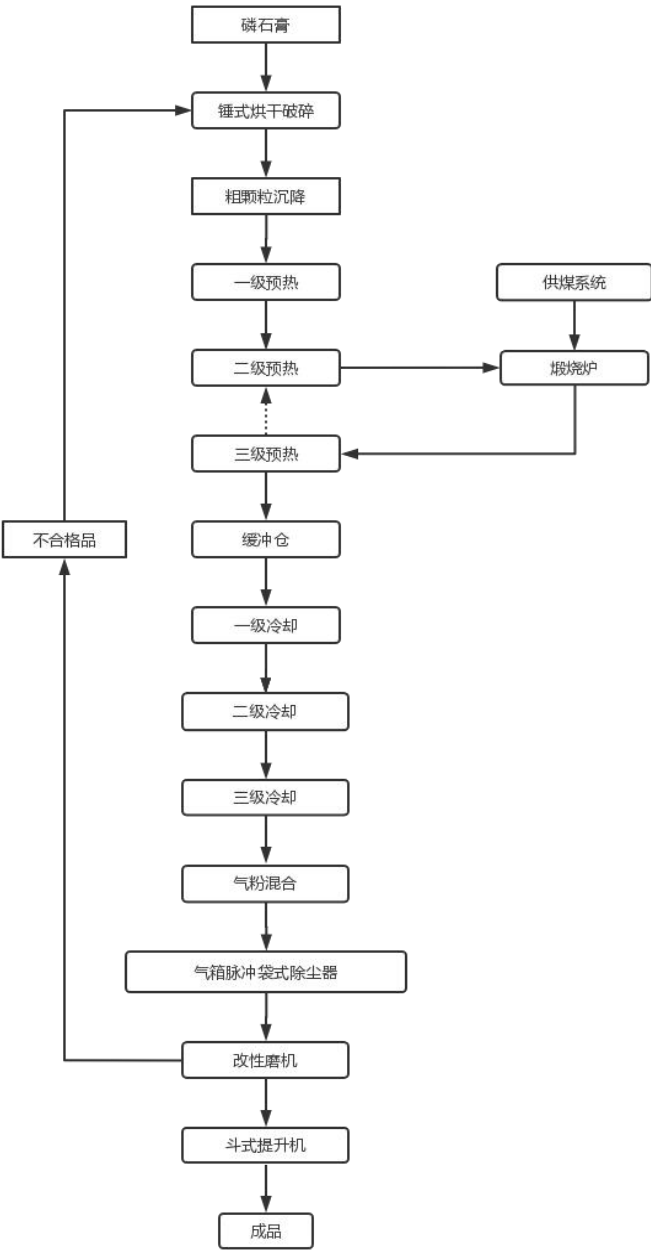 磷石膏
锤式烘干破碎
粗颗粒沉降
一级预热
供煤系统
二级预热
煅烧炉
三级预热
不合格品
缓冲仓
一级冷却
二级冷却
三级冷却
气粉混合
气箱脉冲袋式除尘器
改性磨机
斗式提升机
成品